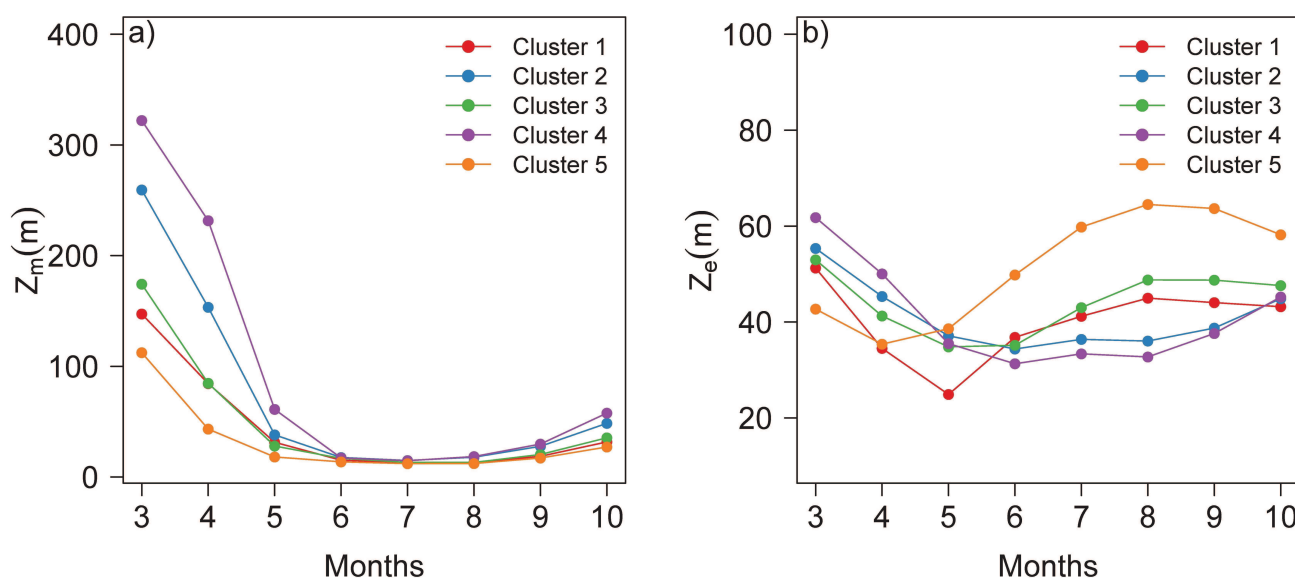 a)
400
300
200
100
0
Zm(m)
Cluster 1
Cluster 2
Cluster 3
Cluster 4
Cluster 5
3 4 5 6 7 8 9 10
Months
b)
100
80
60
40
20
Ze(m)
Cluster 1
Cluster 2
Cluster 3
Cluster 4
Cluster 5
3 4 5 6 7 8 9 10
Months